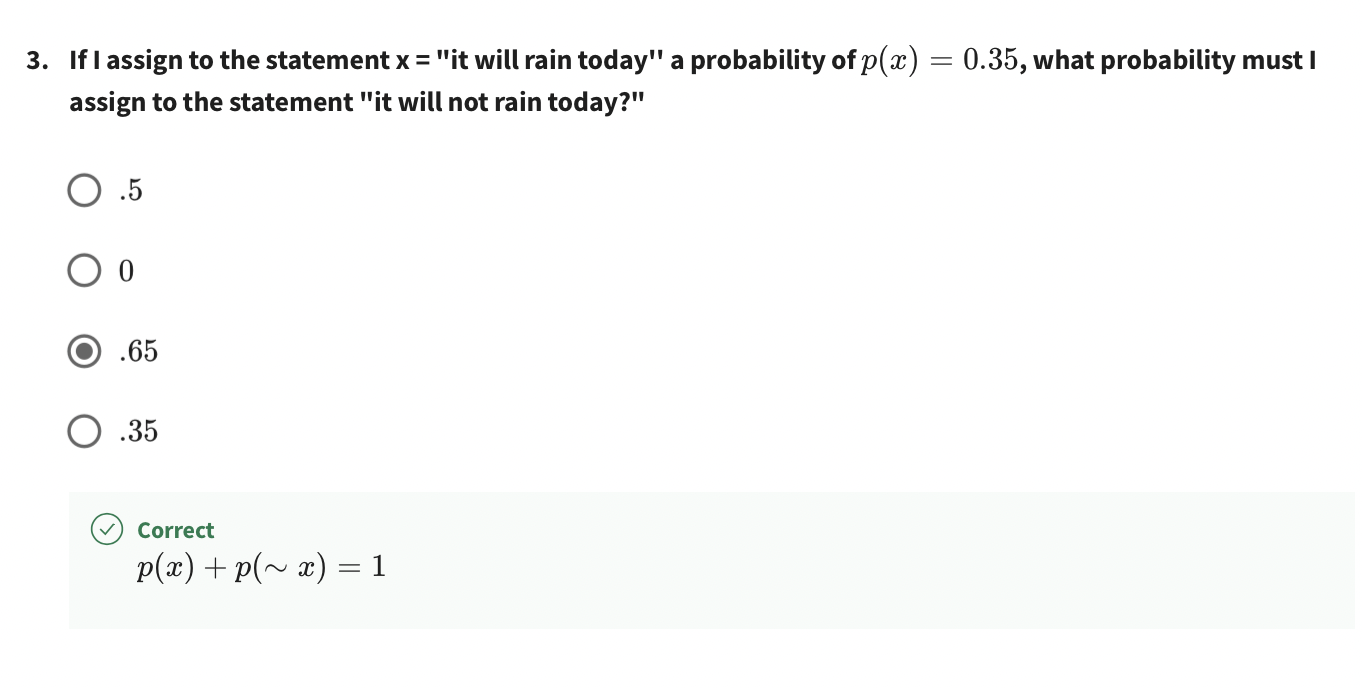 3. If I assign to the statement x = "it will rain today'' a probability of p(x) = 0.35, what probability must I
assign to the statement "it will not rain today?"
.5
0
.65
.35
Correct
p(x) + p(∼ x) = 1